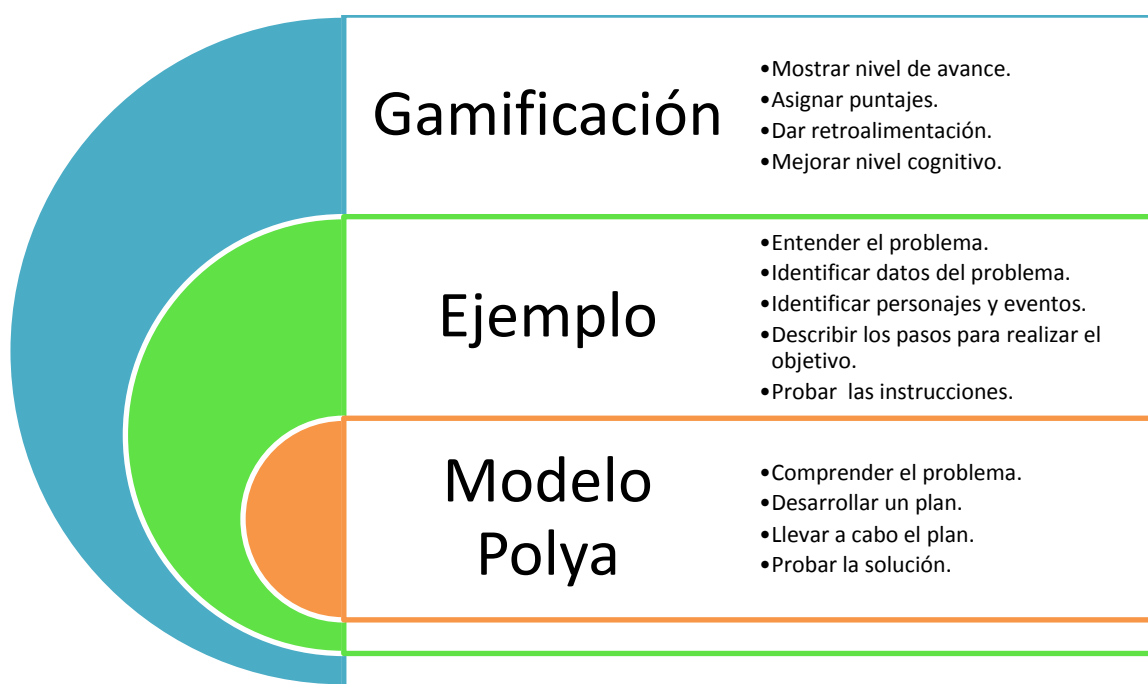 Gamificación
•Mostrar nivel de avance.
•Asignar puntajes.
•Dar retroalimentación.
•Mejorar nivel cognitivo.
Ejemplo
•Entender el problema.
•Identificar datos del problema.
•Identificar personajes y eventos.
•Describir los pasos para realizar el
objetivo.
•Probar  las instrucciones.
Modelo
Polya
•Comprender el problema.
•Desarrollar un plan.
•Llevar a cabo el plan.
•Probar la solución.